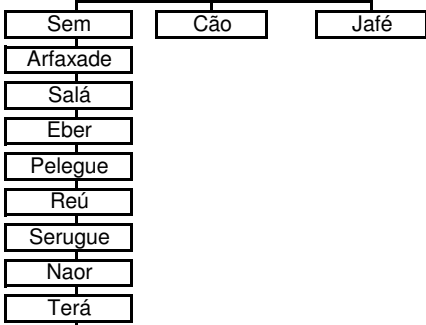 Sem Cão Jafé
Arfaxade
Salá
Eber
Pelegue
Reú
Serugue
Naor
Terá